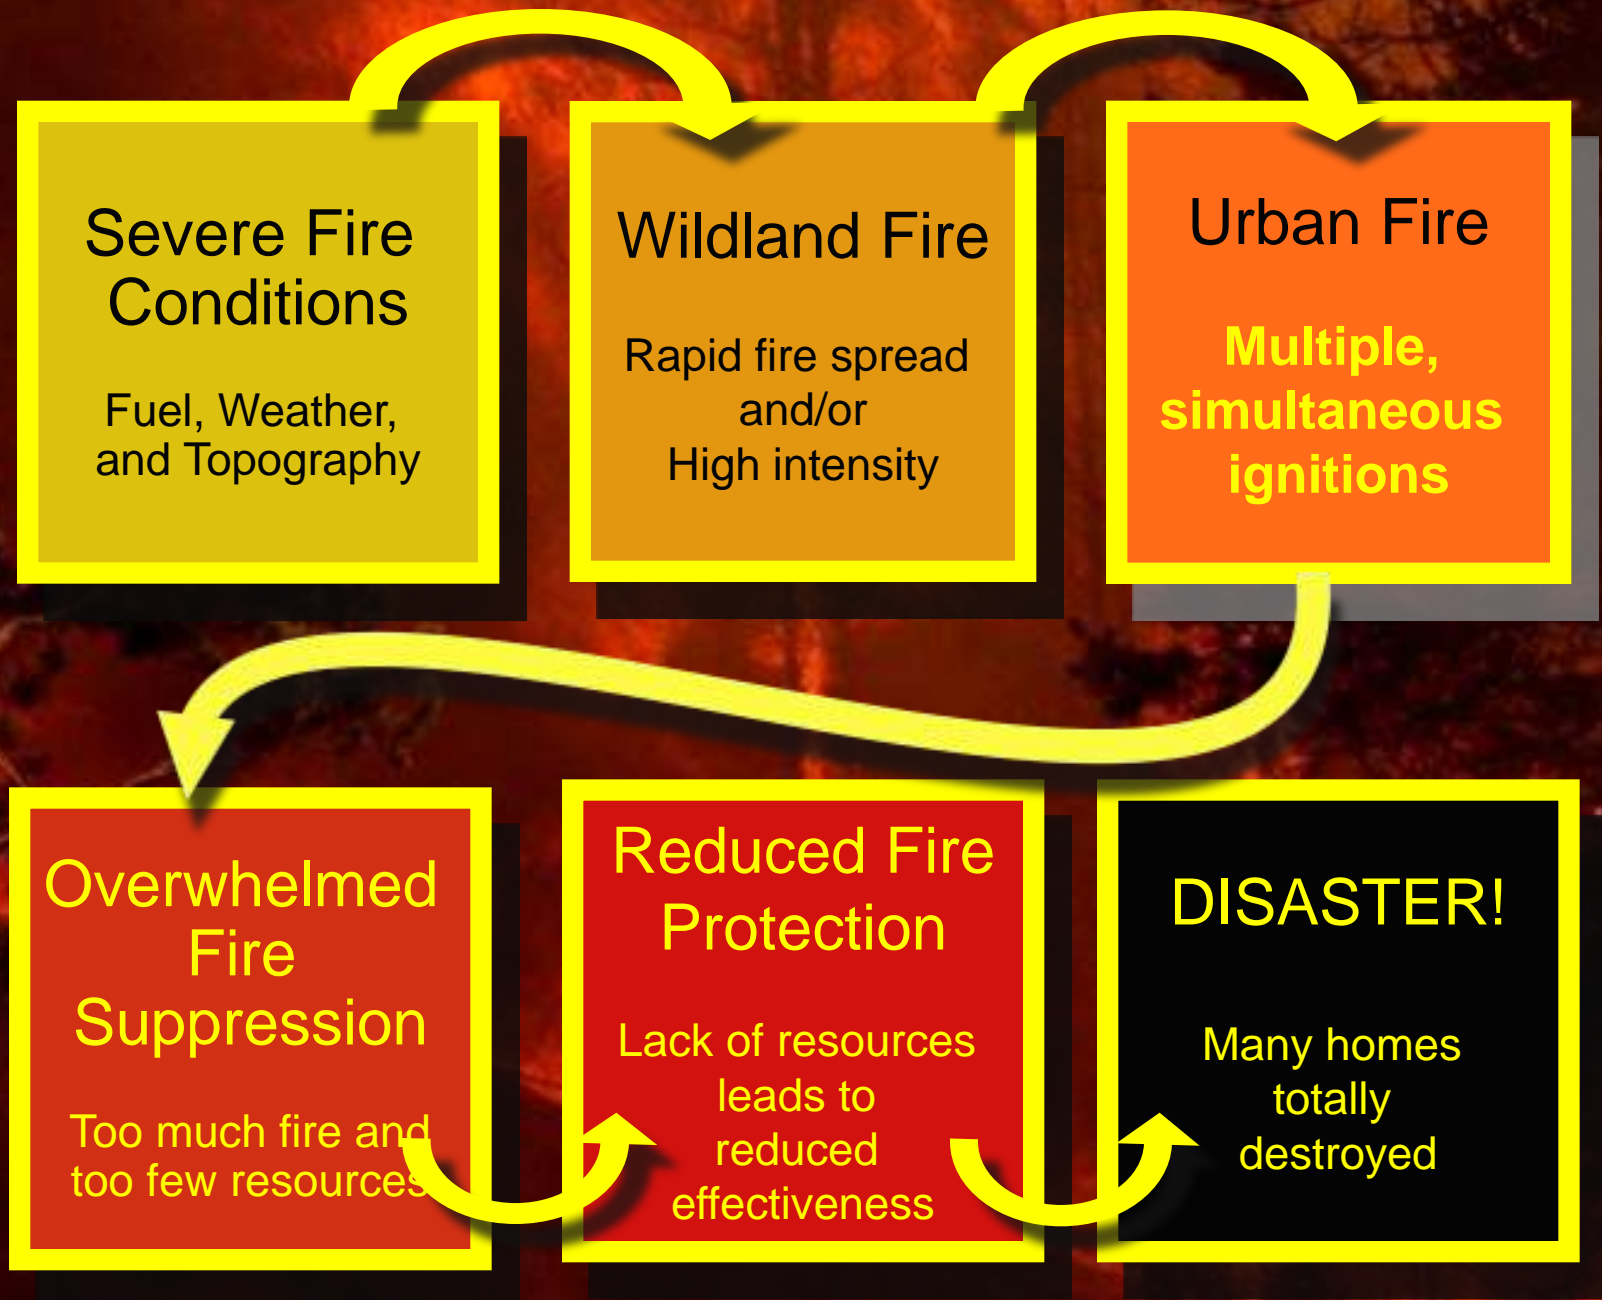 Severe Fire
Conditions
Fuel, Weather,
and Topography
Wildland Fire
Rapid fire spread
and/or
High intensity
Urban Fire
Multiple,
simultaneous
ignitions
Overwhelmed
Fire
Suppression
Too much fire and
too few resources
Reduced Fire
Protection
Lack of resources
leads to
reduced
effectiveness
DISASTER!
Many homes
totally
destroyed